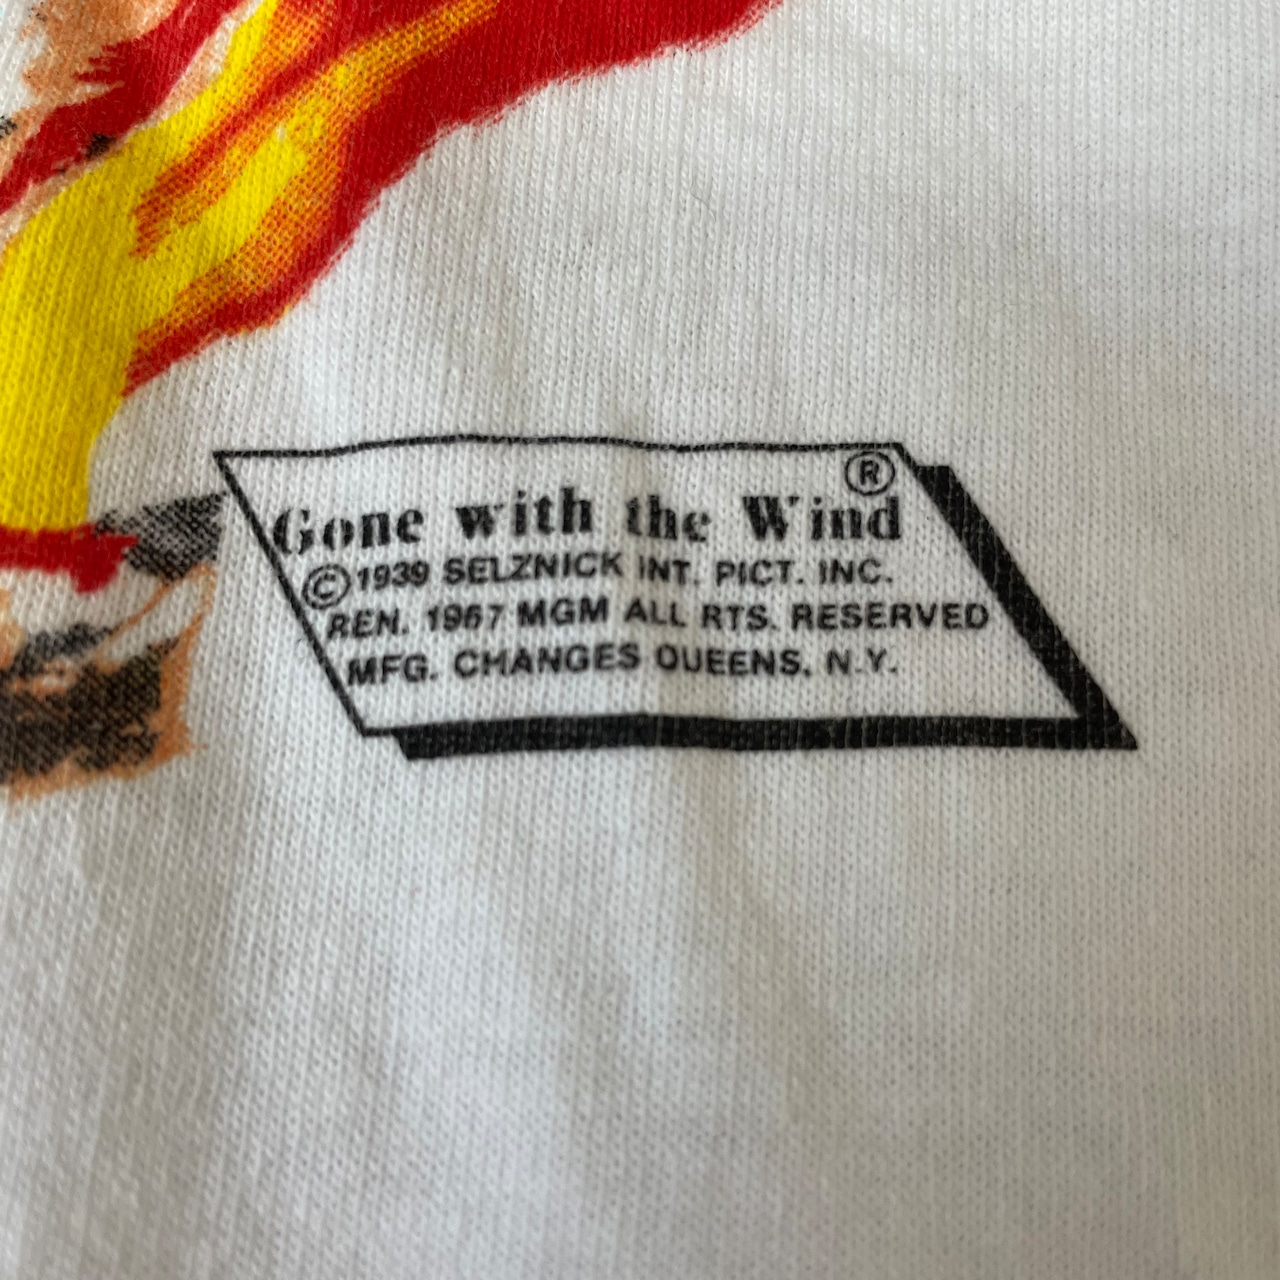 Gone with the Wind ®
©1939 SELZNICK INT. PICT. INC.
REN. 1967 MGM ALL RTS. RESERVED
MFG. CHANGES QUEENS, N.Y.